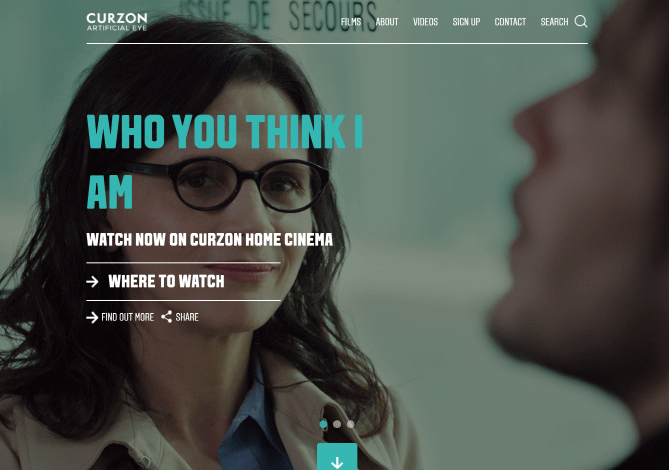 ISSUE DE SECOURS
CURZON
ARTIFICIAL EYE
FILMS ABOUT VIDEOS SIGN UP CONTACT SEARCH
WHO YOU THINK I
AM
WATCH NOW ON CURZON HOME CINEMA
WHERE TO WATCH
FIND OUT MORE SHARE